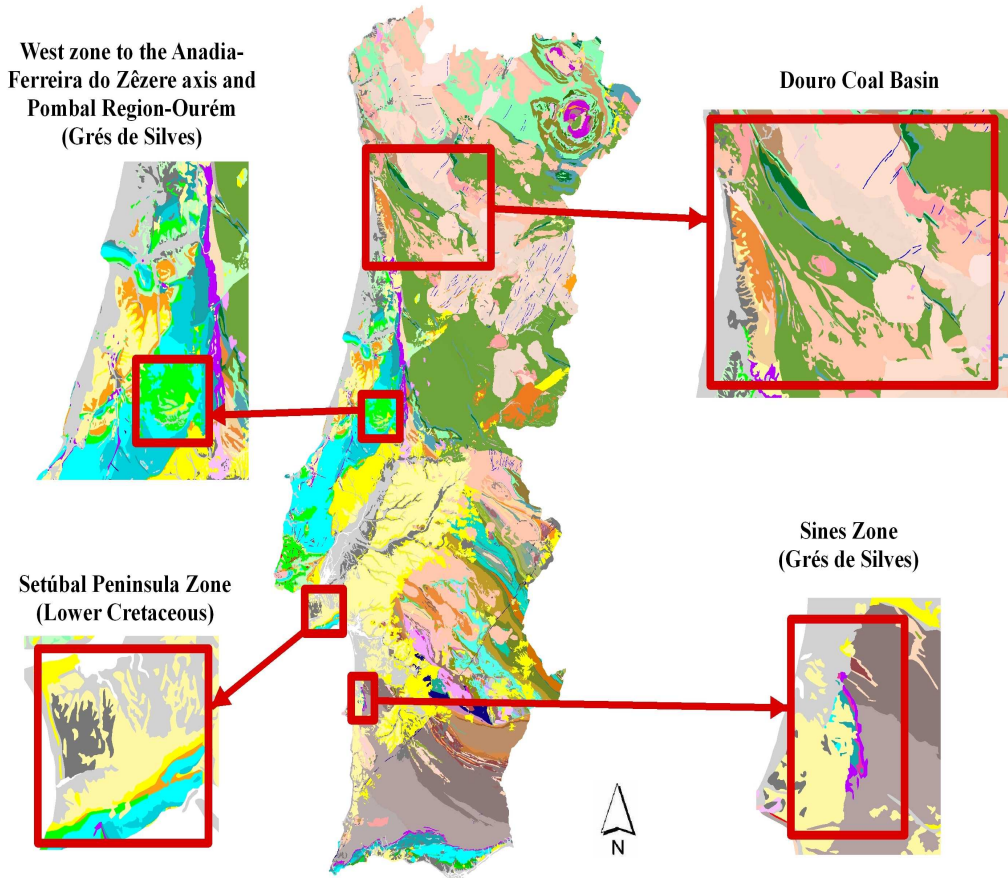 West zone to the Anadia-
Ferreira do Zêzere axis and
Pombal Region-Ourém
(Grés de Silves)
Douro Coal Basin
Setúbal Peninsula Zone
(Lower Cretaceous)
Sines Zone
(Grés de Silves)
N